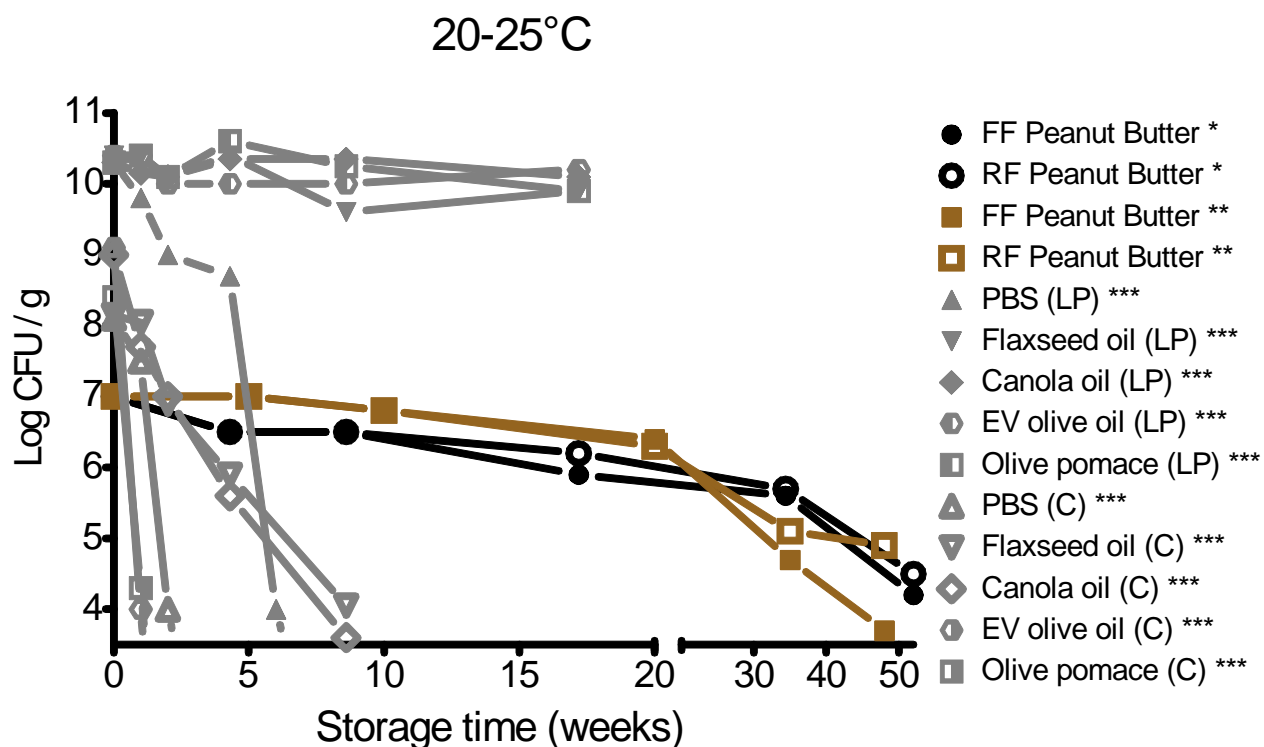 20-25°C
Log CFU / g
11
10
9
8
7
6
5
4
0 5 10 15 20 30 40 50
Storage time (weeks)
FF Peanut Butter *
RF Peanut Butter *
FF Peanut Butter **
RF Peanut Butter **
PBS (LP) ***
Flaxseed oil (LP) ***
Canola oil (LP) ***
EV olive oil (LP) ***
Olive pomace (LP) ***
PBS (C) ***
Flaxseed oil (C) ***
Canola oil (C) ***
EV olive oil (C) ***
Olive pomace (C) ***